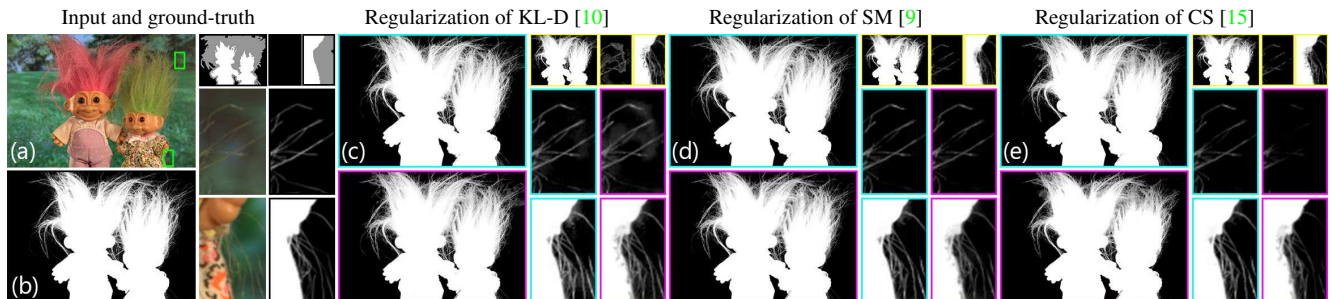 Input and ground-truth
Regularization of KL-D [10]
Regularization of SM [9]
Regularization of CS [15]
(a)
(c)
(d)
(e)
(b)